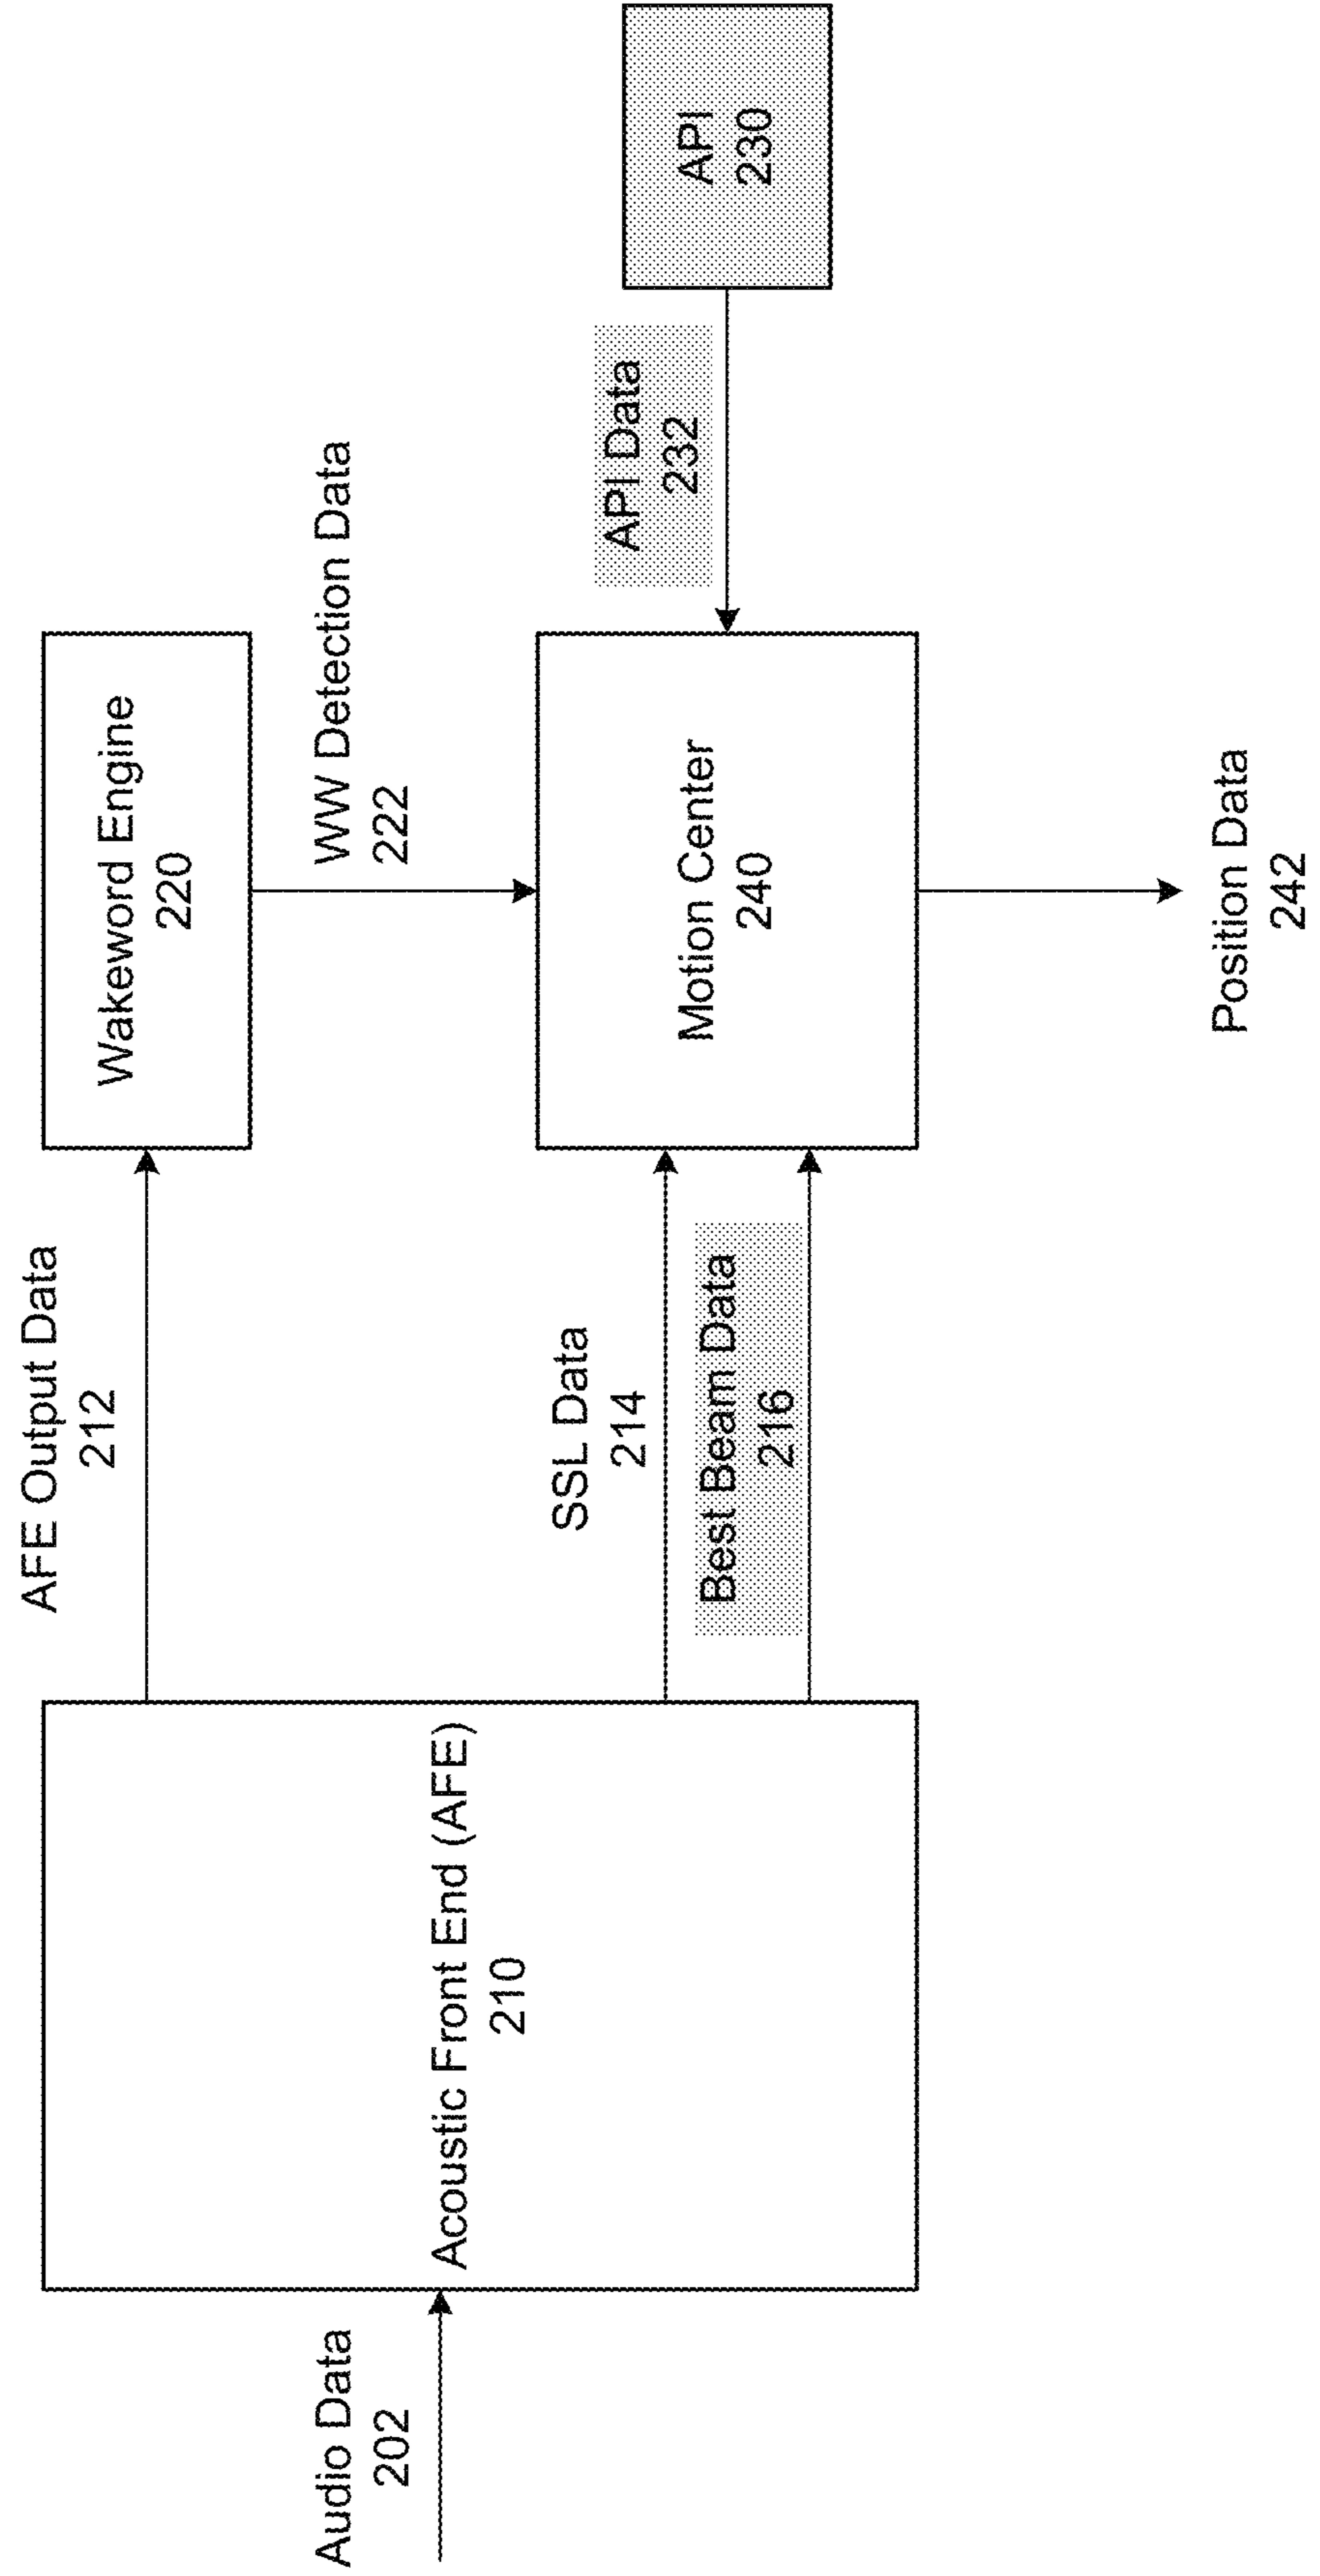 Audio Data
202
Acoustic Front End (AFE)
210
AFE Output Data
212
SSL Data
214
Best Beam Data
216
Wakeword Engine
220
WW Detection Data
222
Motion Center
240
Position Data
242
API Data
232
API
230